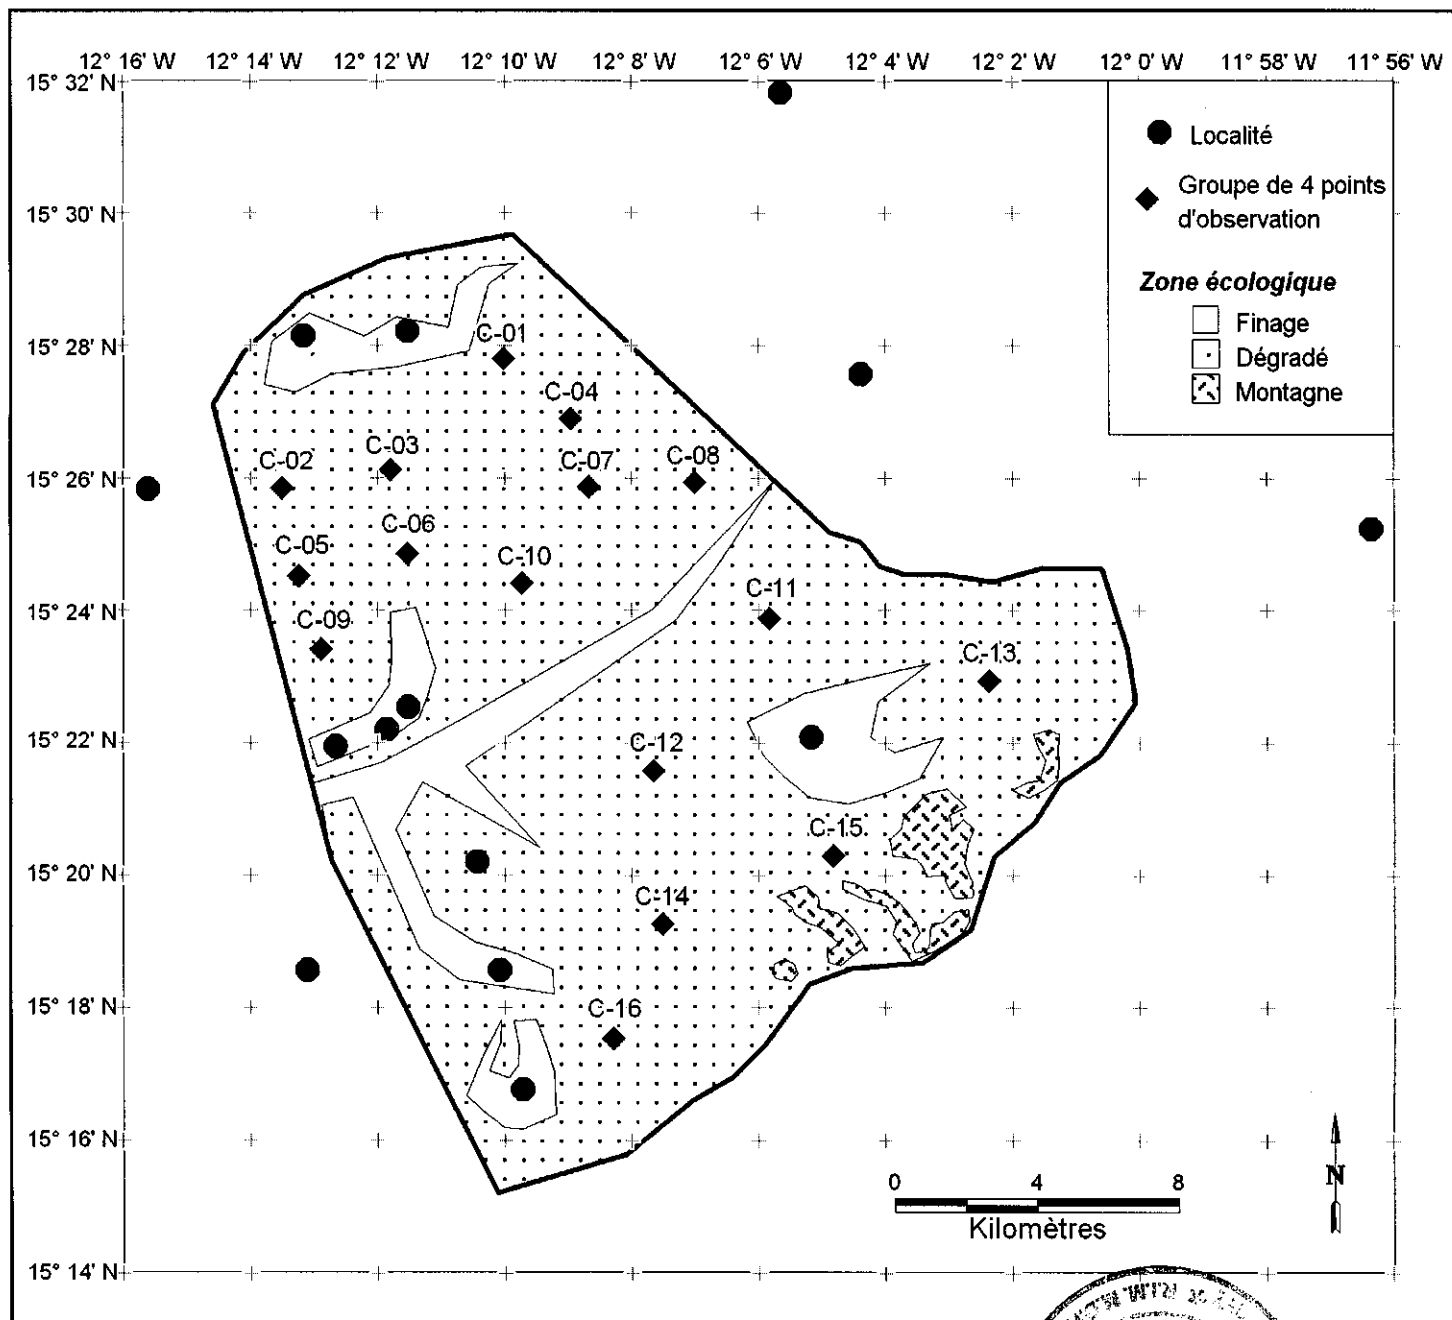 12° 16' W 12° 14' W 12° 12' W 12° 10' W 12° 8' W 12° 6' W 12° 4' W 12° 2' W 12° 0' W 11° 58' W 11° 56' W
15° 32' N
Localité
Groupe de 4 points
d'observation
15° 30' N
Zone écologique
Finage
Dégradé
Montagne
C-01
15° 28' N
C-04
C-03
C-02
C-07
C-08
15° 26' N
C-06
C-05
C-10
C-11
15° 24' N
C-09
C-13
C-12
15° 22' N
C-15
15° 20' N
C-14
15° 18' N
C-16
15° 16' N
0 4 8
Kilomètres
N
15° 14' N